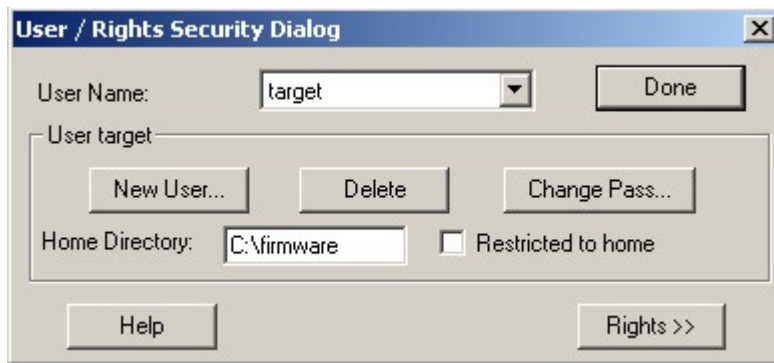 User / Rights Security Dialog
User Name: target Done
User target
New User... Delete Change Pass...
Home Directory: C:\firmware Restricted to home
Help Rights >>